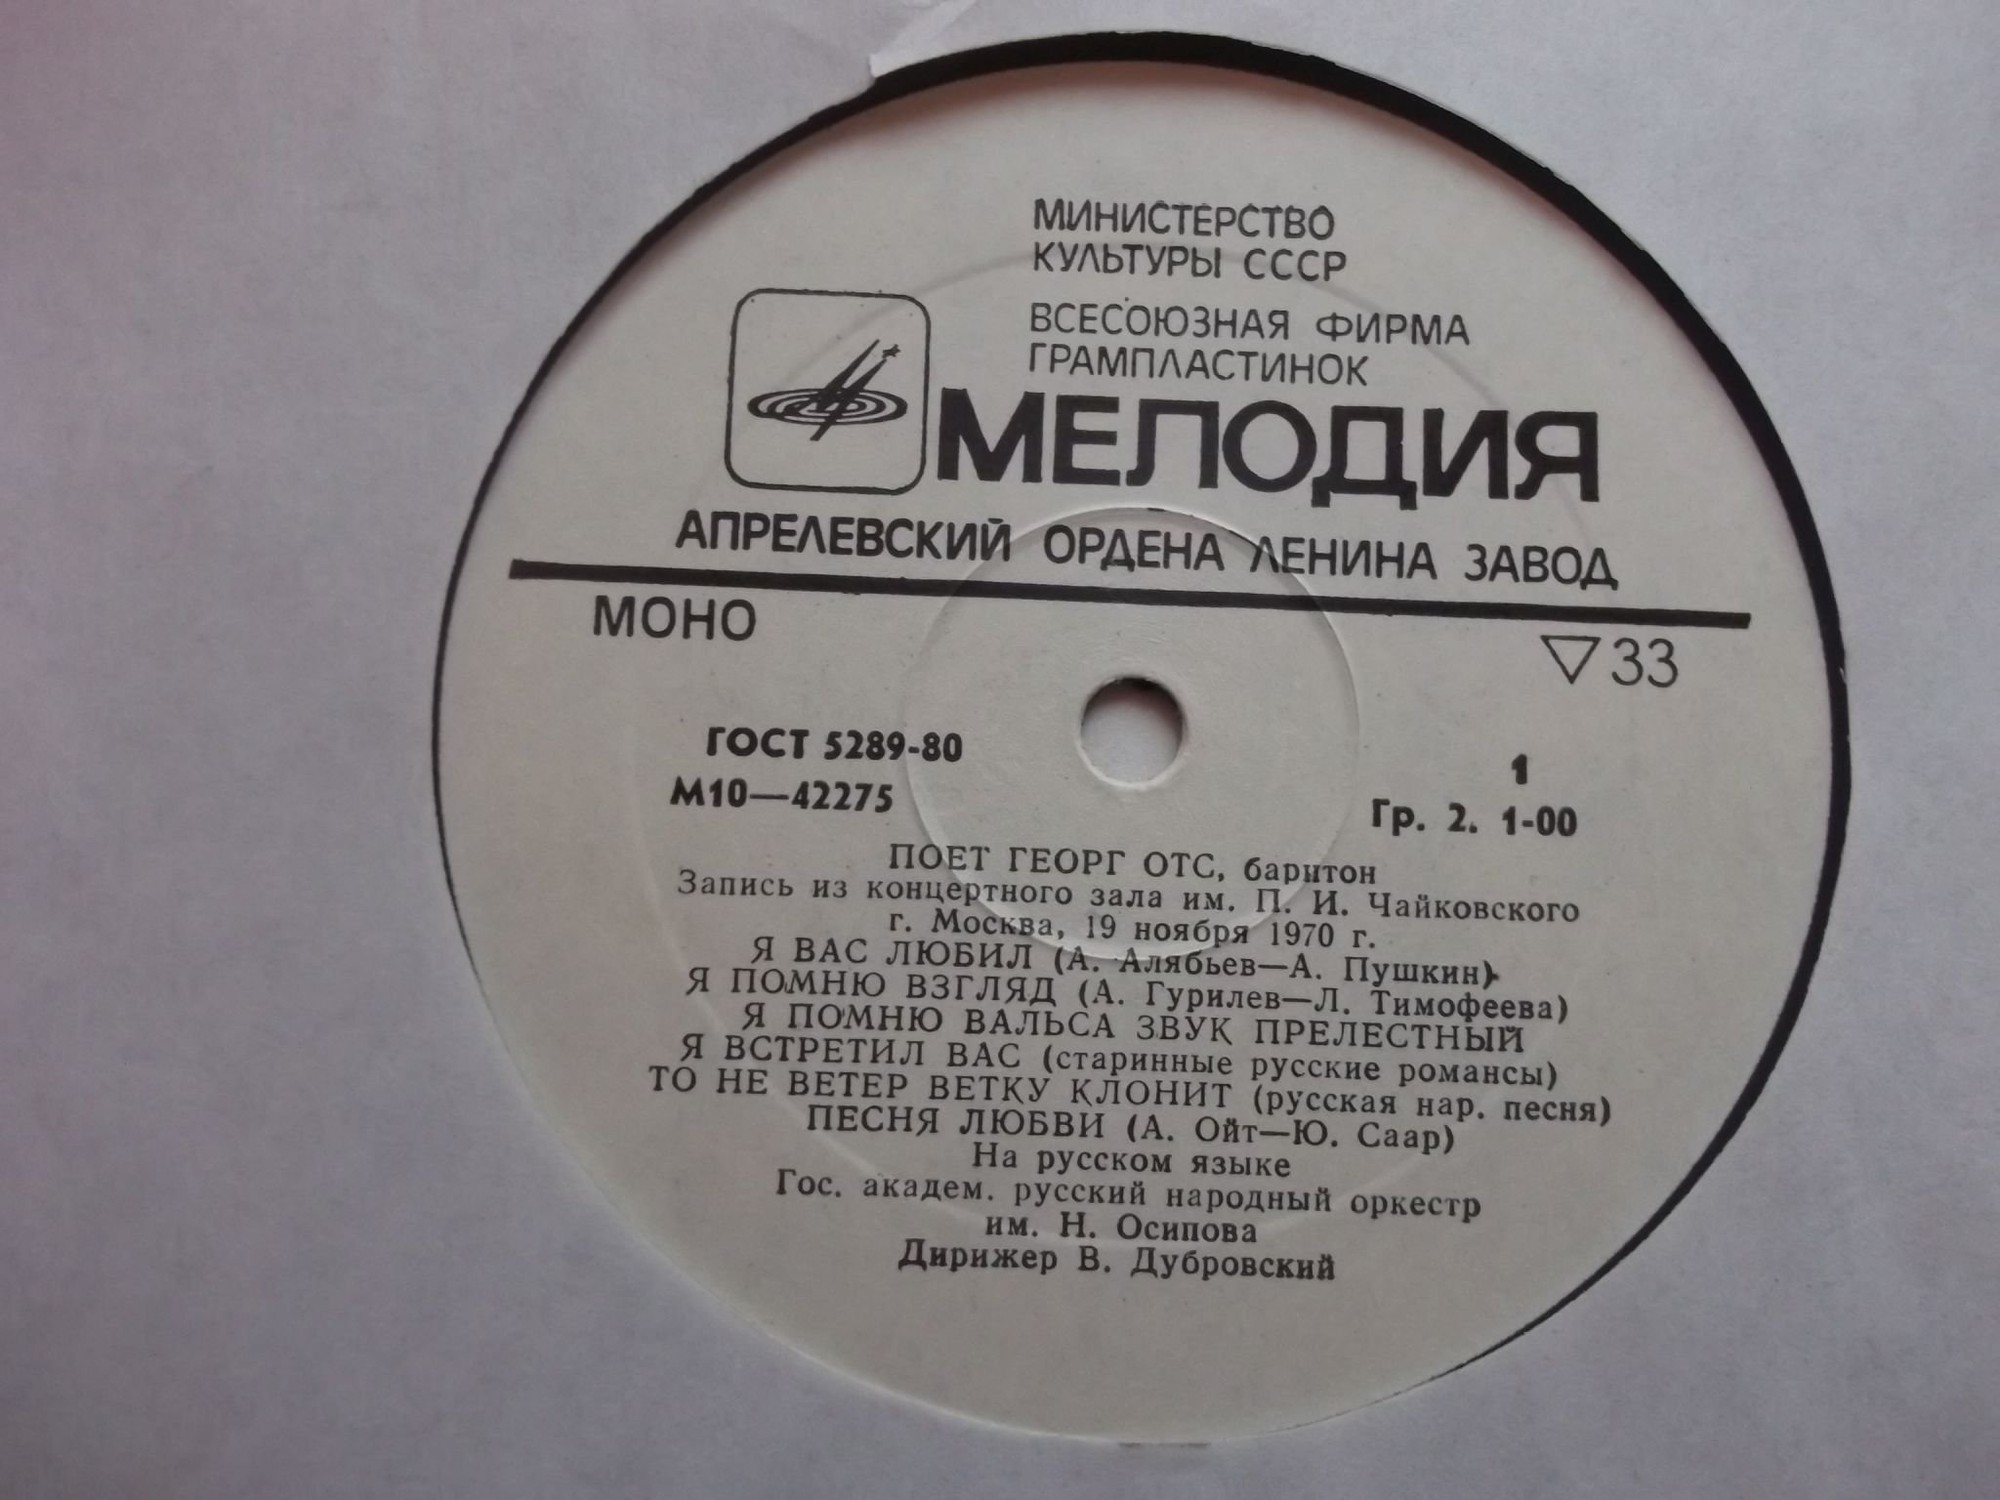 МИНИСТЕРСТВО
КУЛЬТУРЫ СССР
ВСЕСОЮЗНАЯ ФИРМА
ГРАМПЛАСТИНОК
МЕЛОДИЯ
АПРЕЛЕВСКИЙ ОРДЕНА ЛЕНИНА ЗАВОД
МОНО
▽33
ГОСТ 5289-80
М10—42275
1
Гр. 2. 1-00
ПОЕТ ГЕОРГ ОТС, баритон
Запись из концертного зала им. П. И. Чайковского
г. Москва, 19 ноября 1970 г.
Я ВАС ЛЮБИЛ (А. Алябьев—А. Пушкин)
Я ПОМНЮ ВЗГЛЯД (А. Гурилев—Л. Тимофеева)
Я ПОМНЮ ВАЛЬСА ЗВУК ПРЕЛЕСТНЫЙ
Я ВСТРЕТИЛ ВАС (старинные русские романсы)
ТО НЕ ВЕТЕР ВЕТКУ КЛОНИТ (русская нар. песня)
ПЕСНЯ ЛЮБВИ (А. Ойт—Ю. Саар)
На русском языке
Гос. академ. русский народный оркестр
им. Н. Осипова
Дирижер В. Дубровский